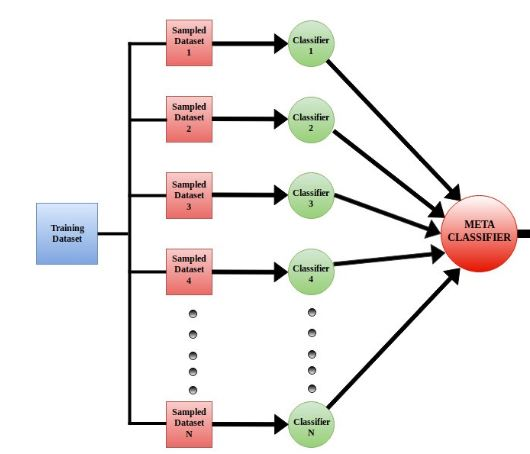 Sampled
Dataset
1
Classifier
1
Sampled
Dataset
2
Classifier
2
Sampled
Dataset
3
Classifier
3
Training
Dataset
META
CLASSIFIER
Sampled
Dataset
4
Classifier
4
Sampled
Dataset
N
Classifier
N